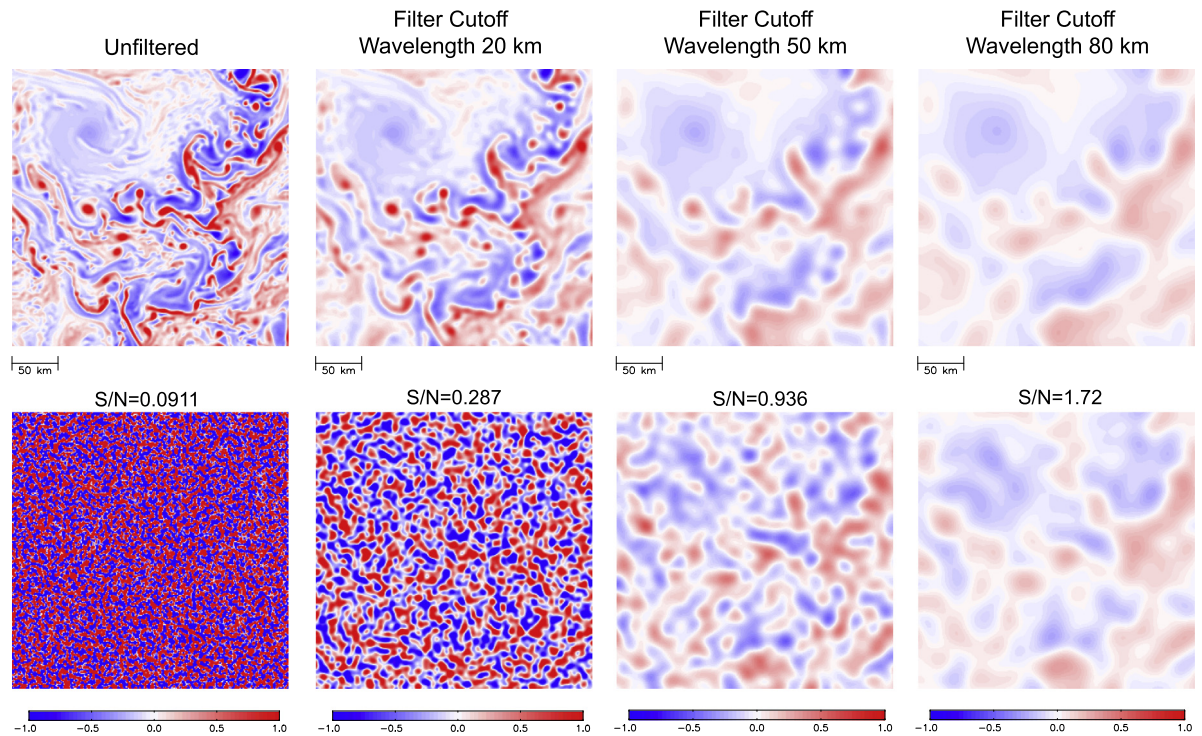 Unfiltered
Filter Cutoff
Wavelength 20 km
Filter Cutoff
Wavelength 50 km
Filter Cutoff
Wavelength 80 km
50 km
50 km
50 km
50 km
S/N=0.0911
S/N=0.287
S/N=0.936
S/N=1.72
−1.0 −0.5 0.0 0.5 1.0
−1.0 −0.5 0.0 0.5 1.0
−1.0 −0.5 0.0 0.5 1.0
−1.0 −0.5 0.0 0.5 1.0